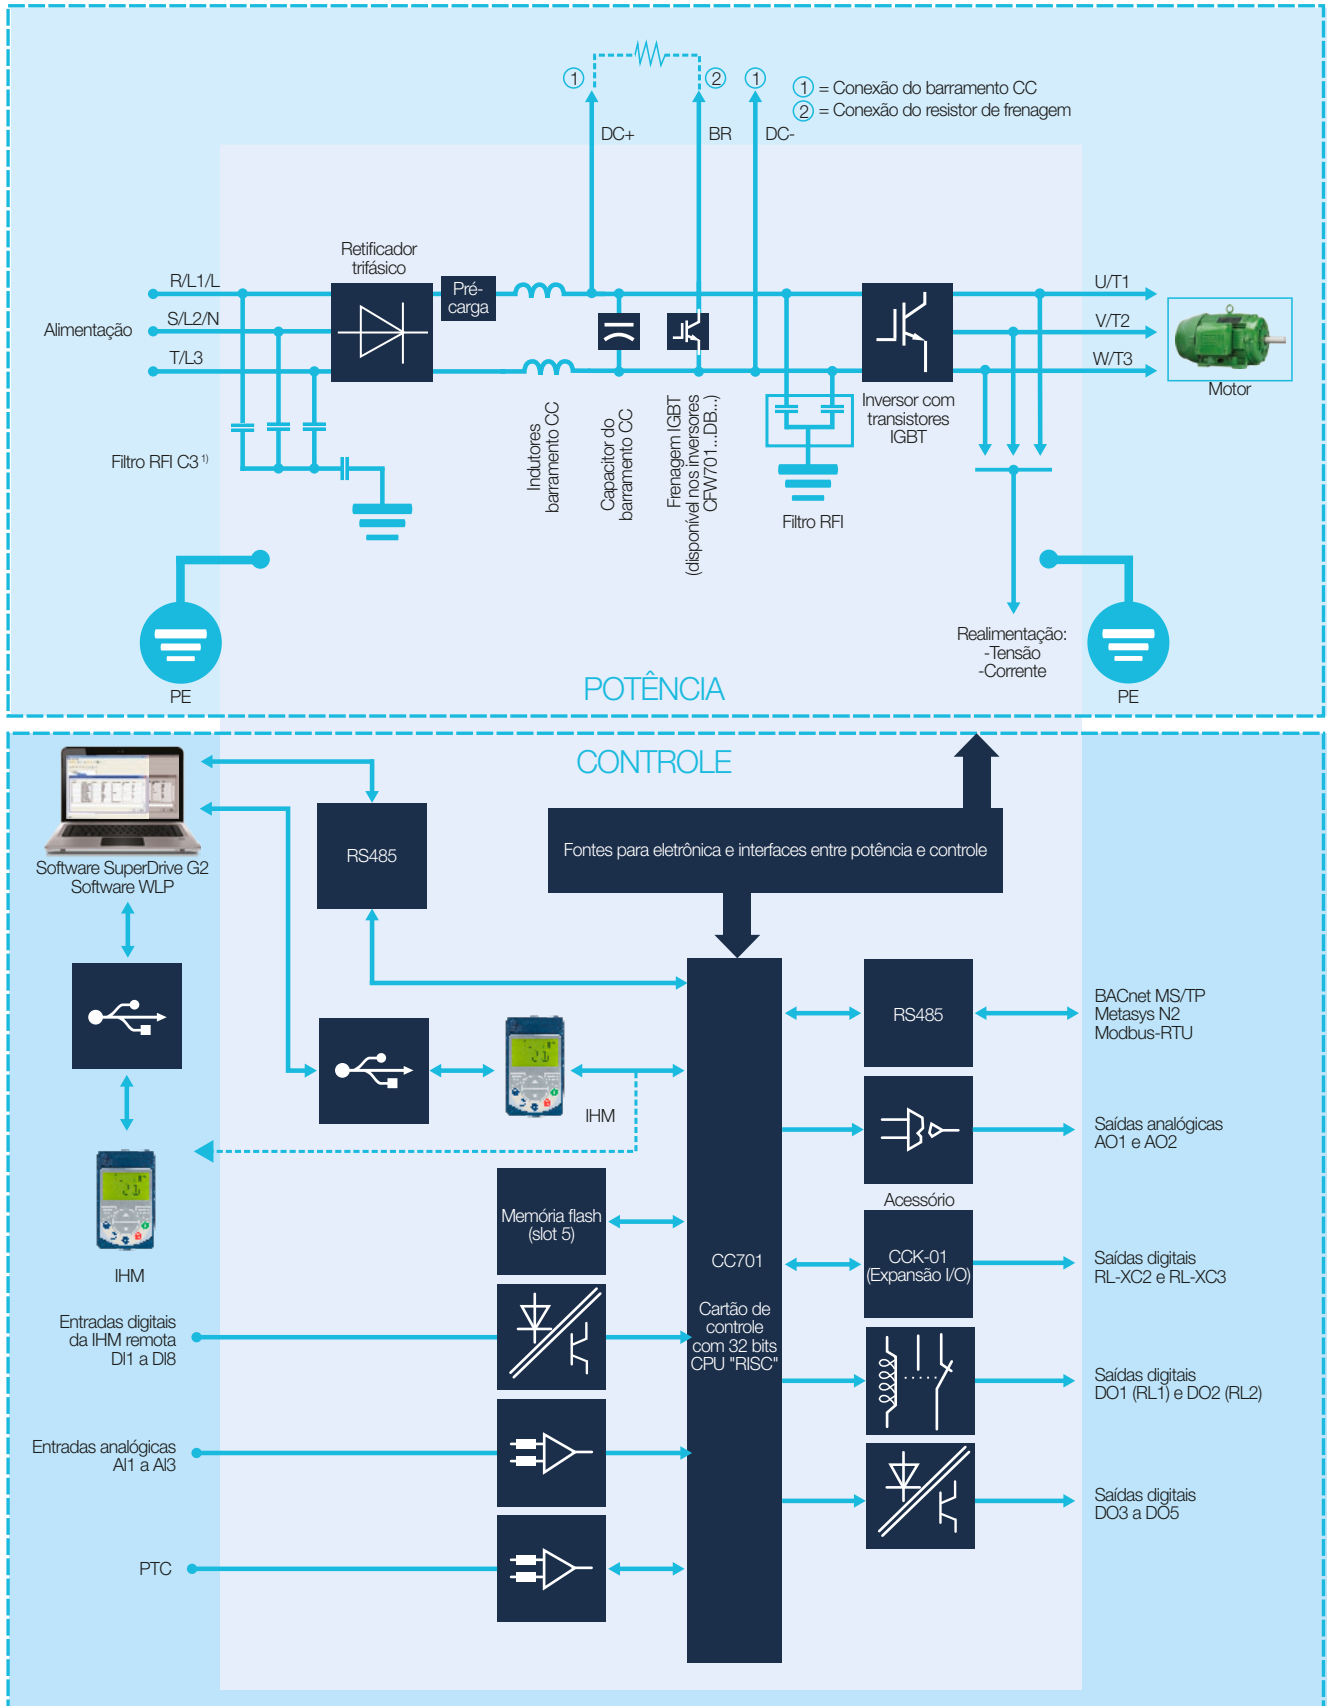 1
2
1
1 = Conexão do barramento CC
2 = Conexão do resistor de frenagem
DC+
BR
DC-
Retificador
trifásico
Pré-
carga
R/L1/L
S/L2/N
T/L3
Alimentação
U/T1
V/T2
W/T3
Motor
Filtro RFI C3 1)
Indutores
barramento CC
Capacitor do
barramento CC
Frenagem IGBT
(disponível nos inversores
CFW701...DB...)
Filtro RFI
Inversor com
transistores
IGBT
Realimentação:
-Tensão
-Corrente
PE
PE
POTÊNCIA
CONTROLE
Software SuperDrive G2
Software WLP
RS485
Fontes para eletrônica e interfaces entre potência e controle
RS485
BACnet MS/TP
Metasys N2
Modbus-RTU
IHM
Saídas analógicas
AO1 e AO2
IHM
Memória flash
(slot 5)
CC701
Cartão de
controle
com 32 bits
CPU "RISC"
Acessório
CCK-01
(Expansão I/O)
Saídas digitais
RL-XC2 e RL-XC3
Entradas digitais
da IHM remota
DI1 a DI8
Saídas digitais
DO1 (RL1) e DO2 (RL2)
Entradas analógicas
AI1 a AI3
Saídas digitais
DO3 a DO5
PTC